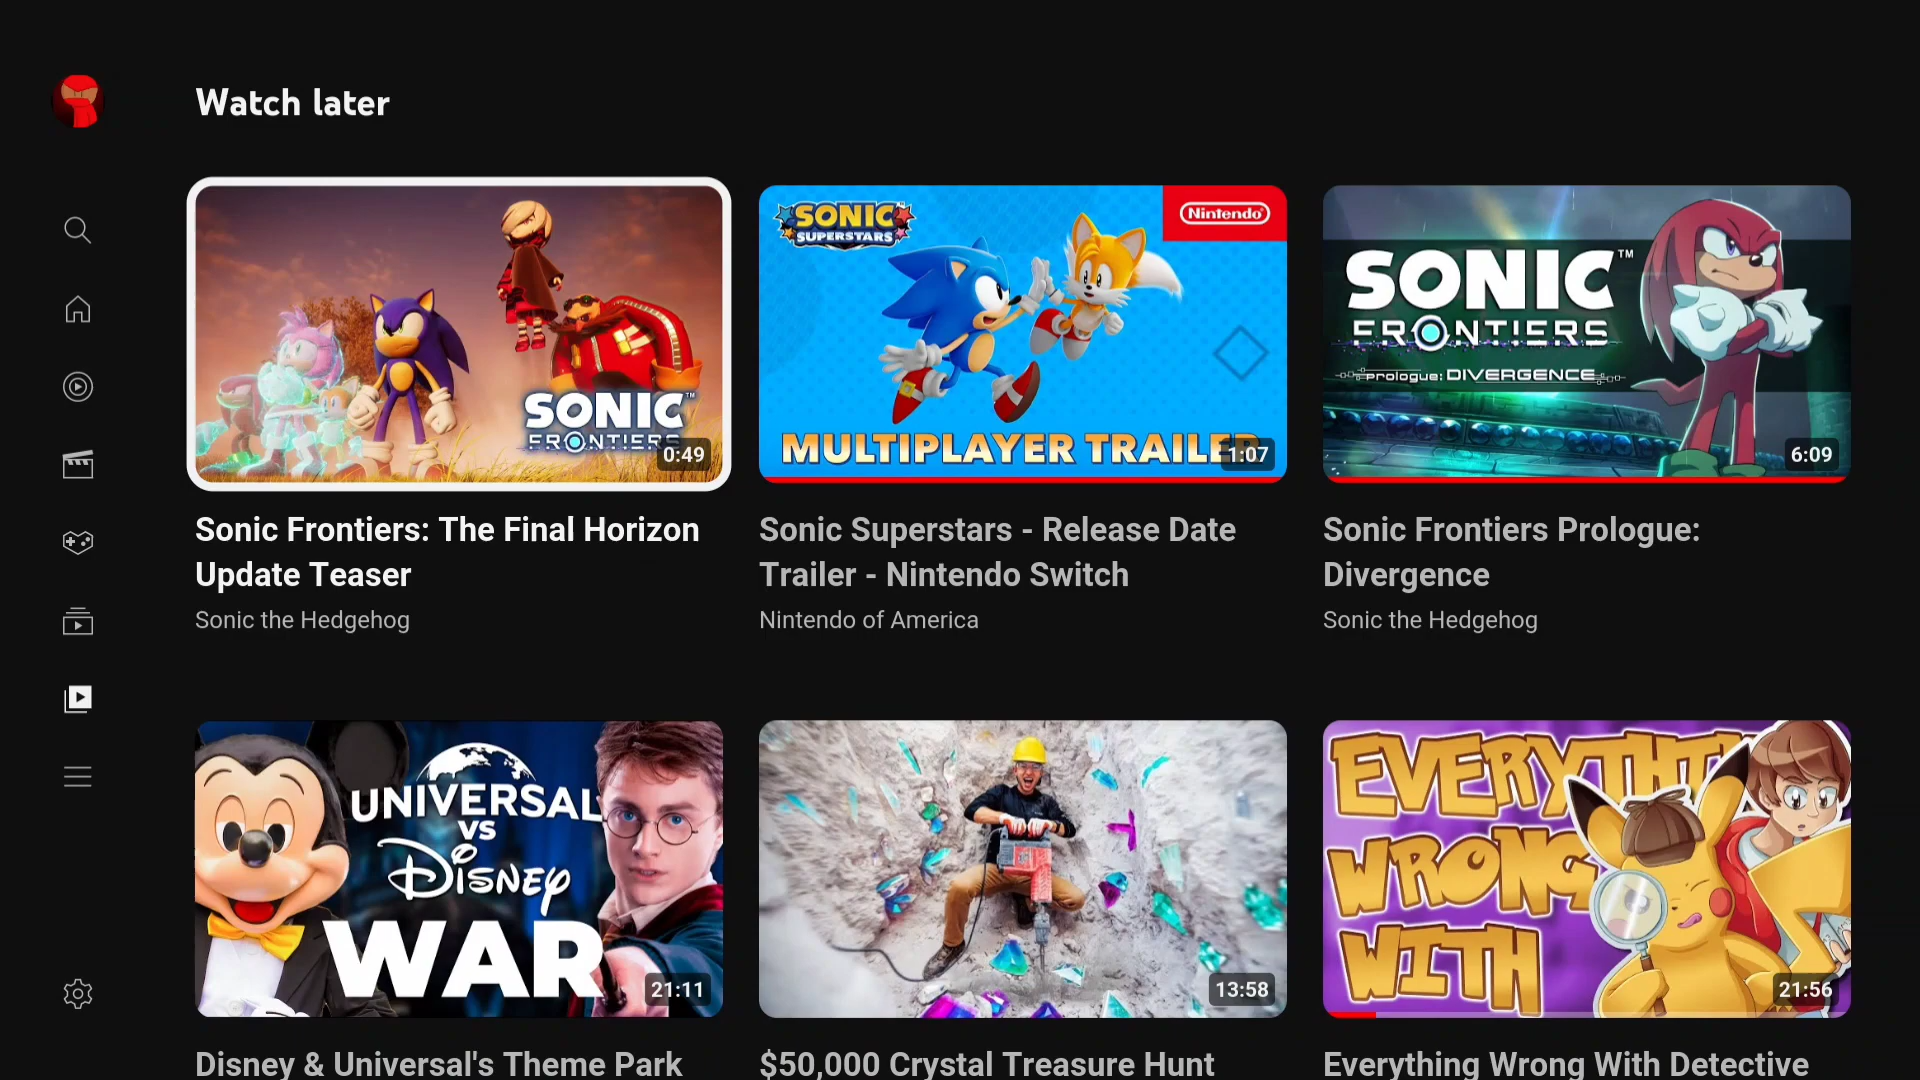 Watch later
SONIC
SUPERSTARS
Nintendo
SONIC™
FRONTIERS
prologue: DIVERGENCE
SONIC™
FRONTIERS
MULTIPLAYER TRAILER
0:49
1:07
6:09
Sonic Frontiers: The Final Horizon
Update Teaser
Sonic the Hedgehog
Sonic Superstars - Release Date
Trailer - Nintendo Switch
Nintendo of America
Sonic Frontiers Prologue:
Divergence
Sonic the Hedgehog
UNIVERSAL
VS
DISNEY
WAR
21:11
13:58
EVERYTHING
WRONG
WITH
21:56
Disney & Universal's Theme Park
$50,000 Crystal Treasure Hunt
Everything Wrong With Detective